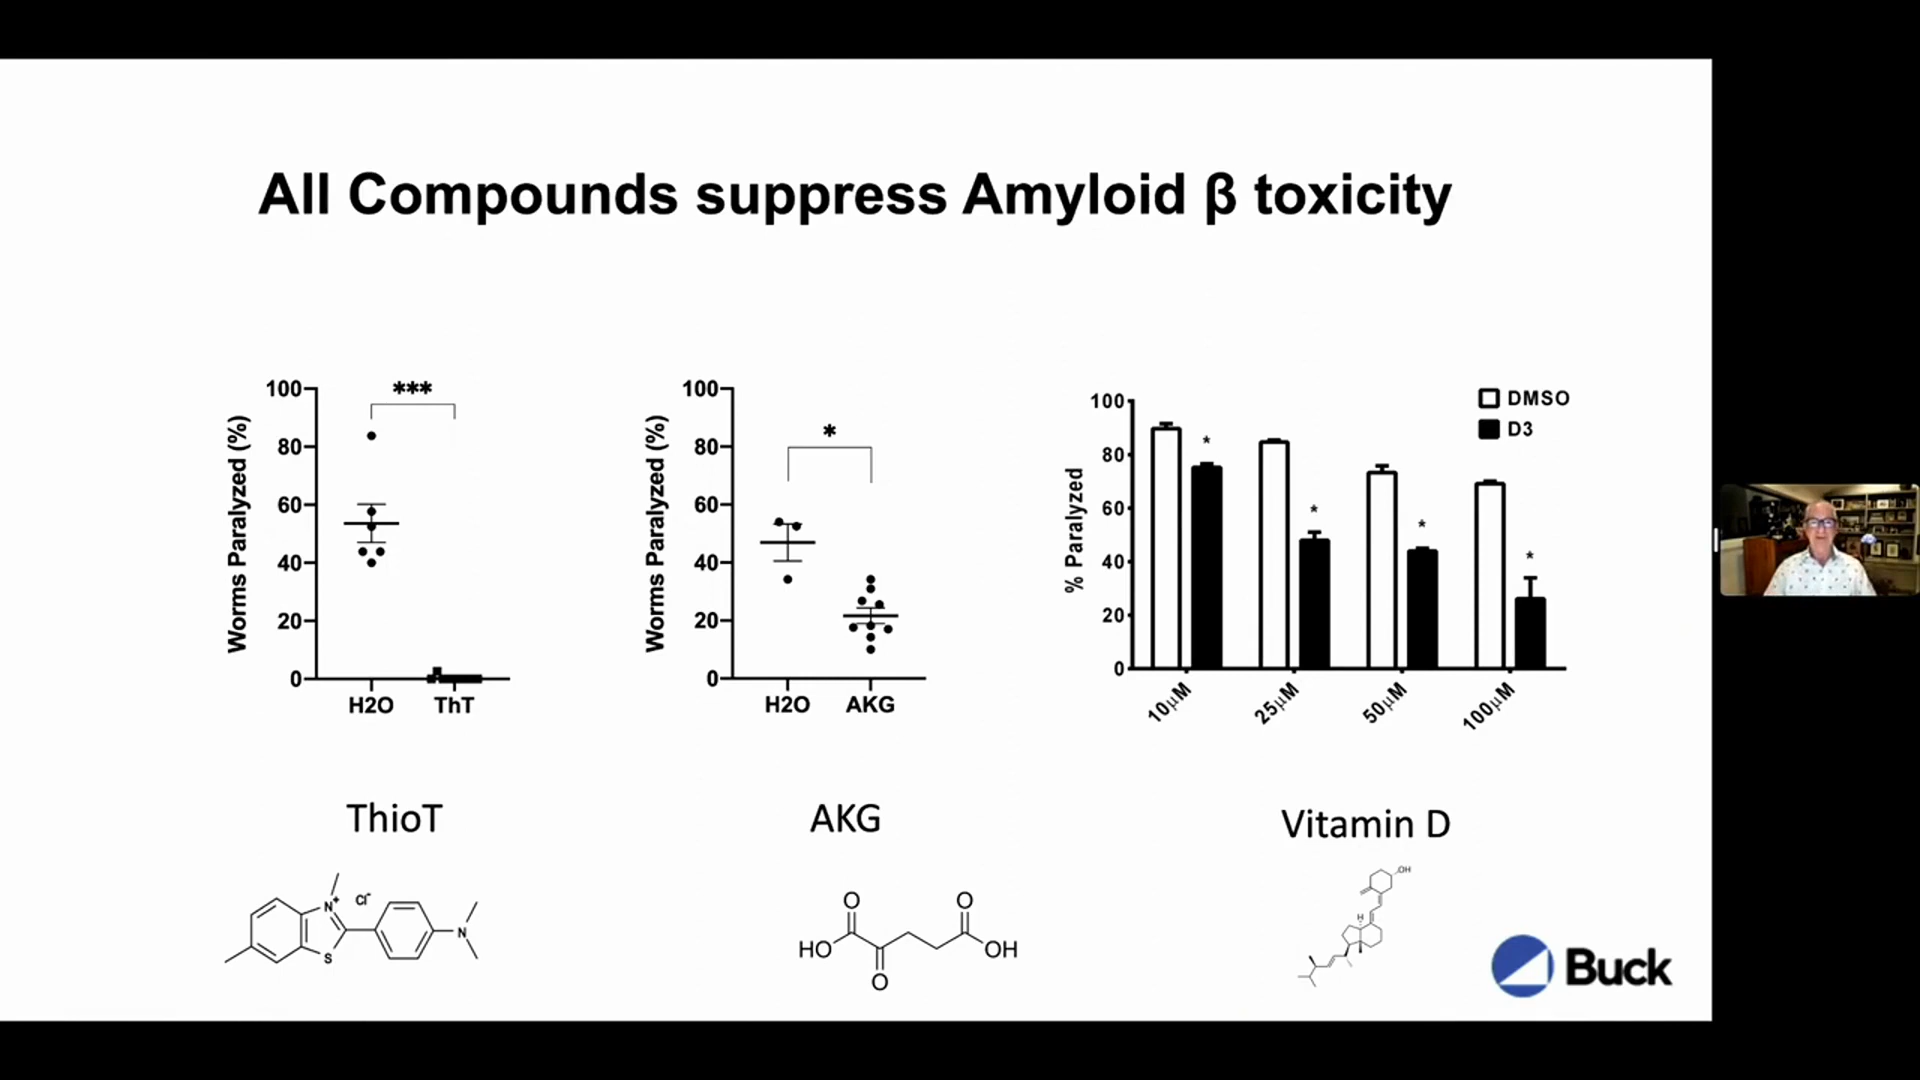 All Compounds suppress Amyloid β toxicity
Worms Paralyzed (%)
100
80
60
40
20
0
***
H2O
ThT
Worms Paralyzed (%)
100
80
60
40
20
0
*
H2O
AKG
% Paralyzed
100
80
60
40
20
0
DMSO
D3
*
*
*
*
10µM
25µM
50µM
100µM
ThioT
AKG
Vitamin D
N+
Cl-
S
N
O
O
HO
OH
O
OH
H
Buck